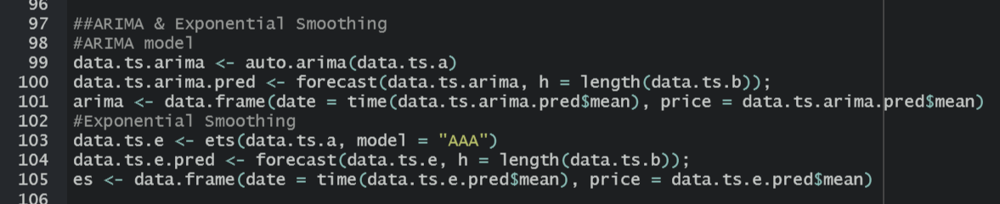 96
97 ##ARIMA & Exponential Smoothing
98 #ARIMA model
99 data.ts.arima <- auto.arima(data.ts.a)
100 data.ts.arima.pred <- forecast(data.ts.arima, h = length(data.ts.b));
101 arima <- data.frame(date = time(data.ts.arima.pred$mean), price = data.ts.arima.pred$mean)
102 #Exponential Smoothing
103 data.ts.e <- ets(data.ts.a, model = "AAA")
104 data.ts.e.pred <- forecast(data.ts.e, h = length(data.ts.b));
105 es <- data.frame(date = time(data.ts.e.pred$mean), price = data.ts.e.pred$mean)
106